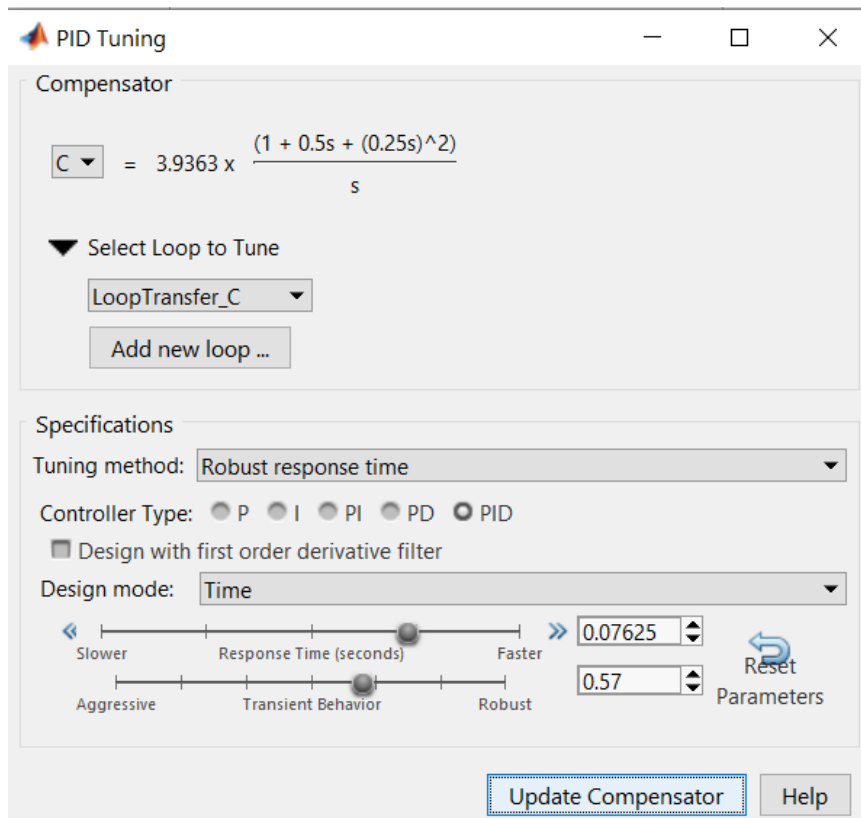 PID Tuning
Compensator
(1 + 0.5s + (0.25s)^2)
C = 3.9363 x
s
Select Loop to Tune
LoopTransfer_C
Add new loop ...
Specifications
Tuning method: Robust response time
Controller Type: P I PI PD PID
Design with first order derivative filter
Design mode: Time
0.07625
Slower Response Time (seconds) Faster
0.57
Aggressive Transient Behavior Robust
Reset
Parameters
Update Compensator Help